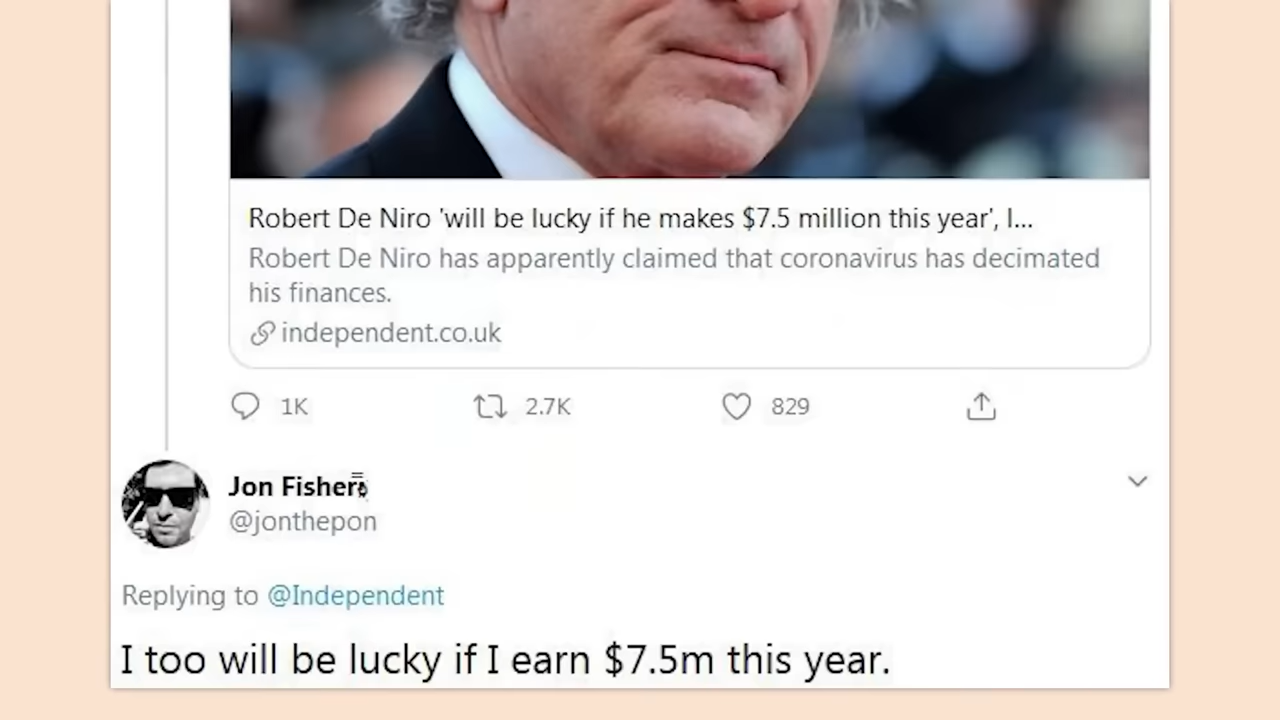 Robert De Niro 'will be lucky if he makes $7.5 million this year', l...
Robert De Niro has apparently claimed that coronavirus has decimated
his finances.
independent.co.uk
1K 2.7K 829
Jon Fisher
@jonthepon
Replying to @Independent
I too will be lucky if I earn $7.5m this year.